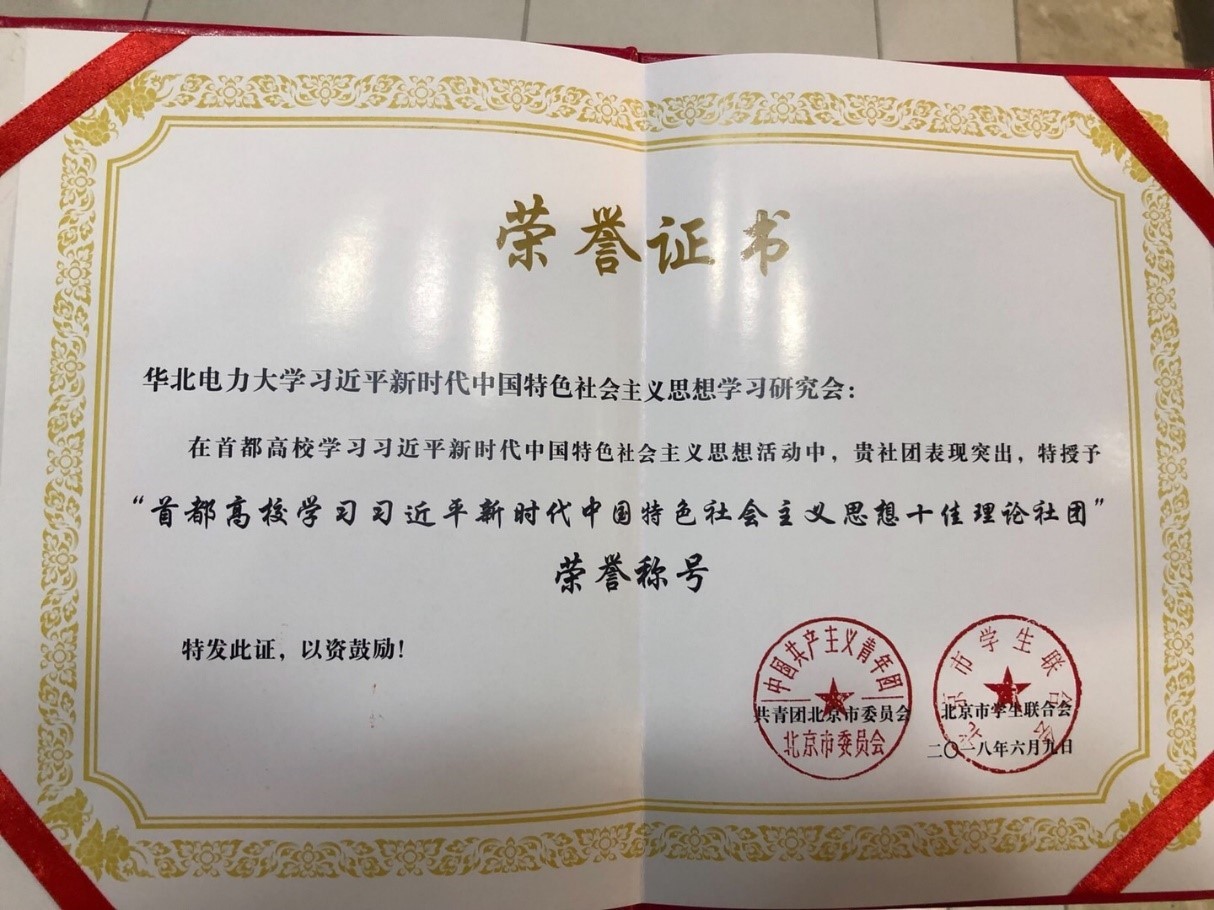 荣誉证书
华北电力大学习近平新时代中国特色社会主义思想学习研究会：
在首都高校学习习近平新时代中国特色社会主义思想活动中，贵社团表现突出，特授予
“首都高校学习习近平新时代中国特色社会主义思想十佳理论社团”
荣誉称号
特发此证，以资鼓励！
中國共产主义青年团
共青团北京市委员会
北京市委员会
北京市学生联合会
北京市学生联合会
二〇一八年六月九日